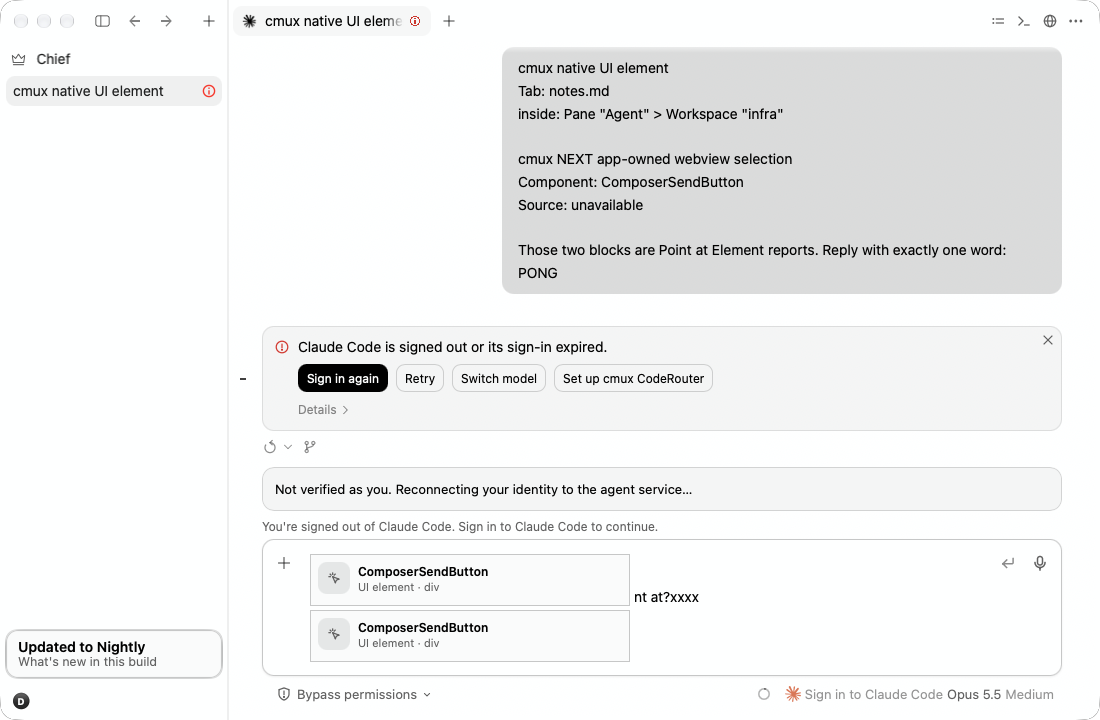 cmux native UI eleme
Chief
cmux native UI element
cmux native UI element
Tab: notes.md
inside: Pane "Agent" > Workspace "infra"
cmux NEXT app-owned webview selection
Component: ComposerSendButton
Source: unavailable
Those two blocks are Point at Element reports. Reply with exactly one word:
PONG
Claude Code is signed out or its sign-in expired.
Sign in again
Retry
Switch model
Set up cmux CodeRouter
Details
Not verified as you. Reconnecting your identity to the agent service...
You're signed out of Claude Code. Sign in to Claude Code to continue.
ComposerSendButton
UI element · div
nt at?xxxx
ComposerSendButton
UI element · div
Updated to Nightly
What's new in this build
D
Bypass permissions
Sign in to Claude Code Opus 5.5 Medium